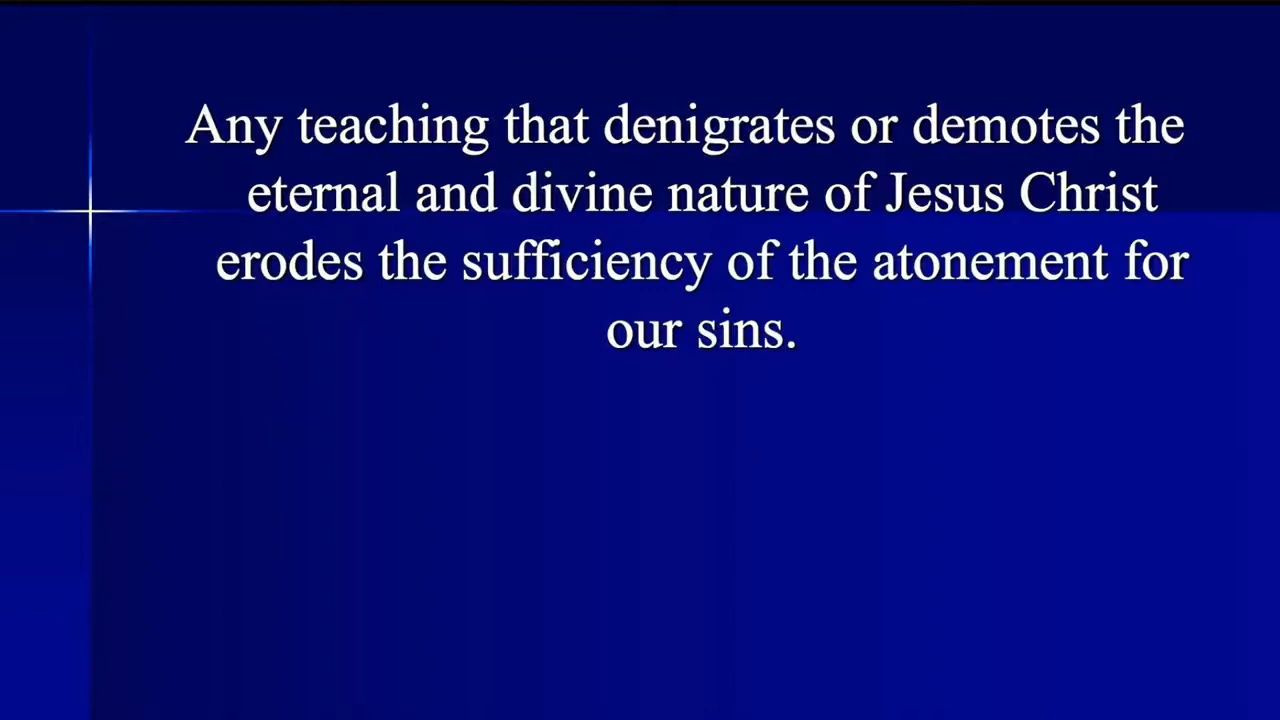 Any teaching that denigrates or demotes the
eternal and divine nature of Jesus Christ
erodes the sufficiency of the atonement for
our sins.